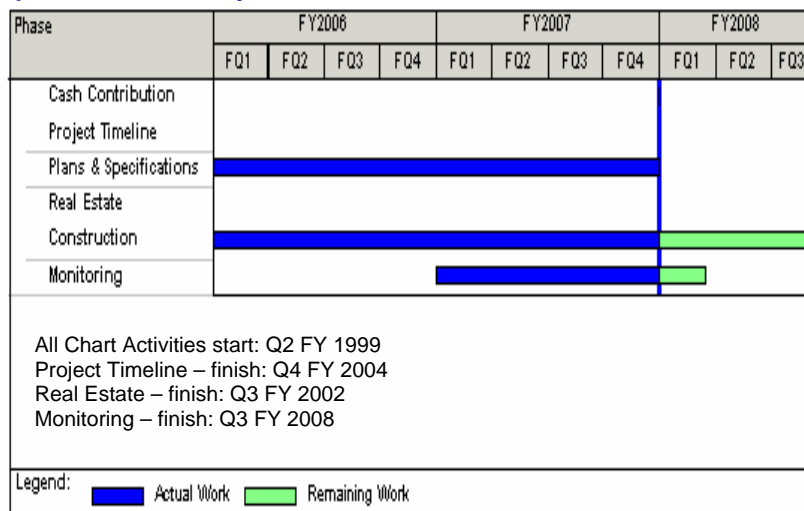 Phase FY2006 FY2007 FY2008
FQ1 FQ2 FQ3 FQ4 FQ1 FQ2 FQ3 FQ4 FQ1 FQ2 FQ3
Cash Contribution
Project Timeline
Plans & Specifications
Real Estate
Construction
Monitoring
All Chart Activities start: Q2 FY 1999
Project Timeline – finish: Q4 FY 2004
Real Estate – finish: Q3 FY 2002
Monitoring – finish: Q3 FY 2008
Legend: Actual Work Remaining Work